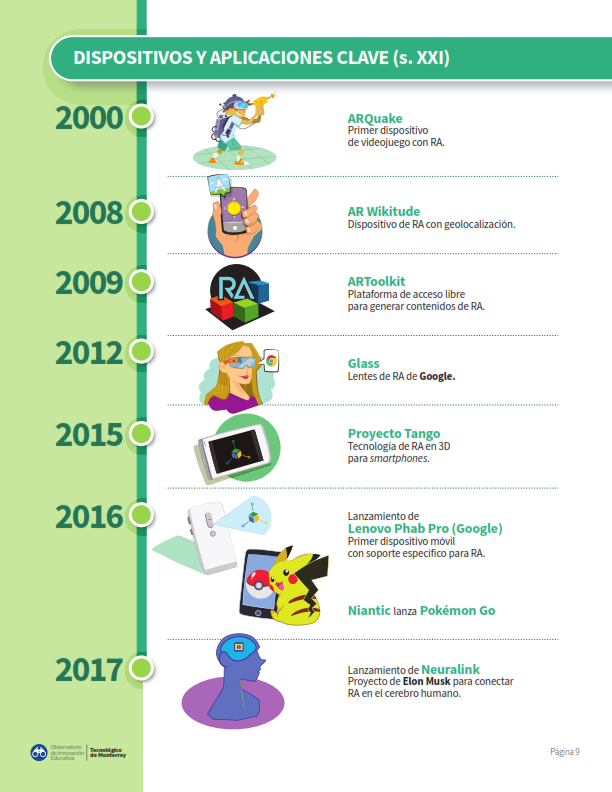 DISPOSITIVOS Y APLICACIONES CLAVE (s. XXI)
2000
ARQuake
Primer dispositivo
de videojuego con RA.
2008
A
AR Wikitude
Dispositivo de RA con geolocalización.
2009
RA
ARToolkit
Plataforma de acceso libre
para generar contenidos de RA.
2012
Glass
Lentes de RA de Google.
2015
Proyecto Tango
Tecnología de RA en 3D
para smartphones.
2016
Lanzamiento de
Lenovo Phab Pro (Google)
Primer dispositivo móvil
con soporte específico para RA.
Niantic lanza Pokémon Go
2017
Lanzamiento de Neuralink
Proyecto de Elon Musk para conectar
RA en el cerebro humano.
Observatorio
de Innovación
Educativa
Tecnológico
de Monterrey
Página 9